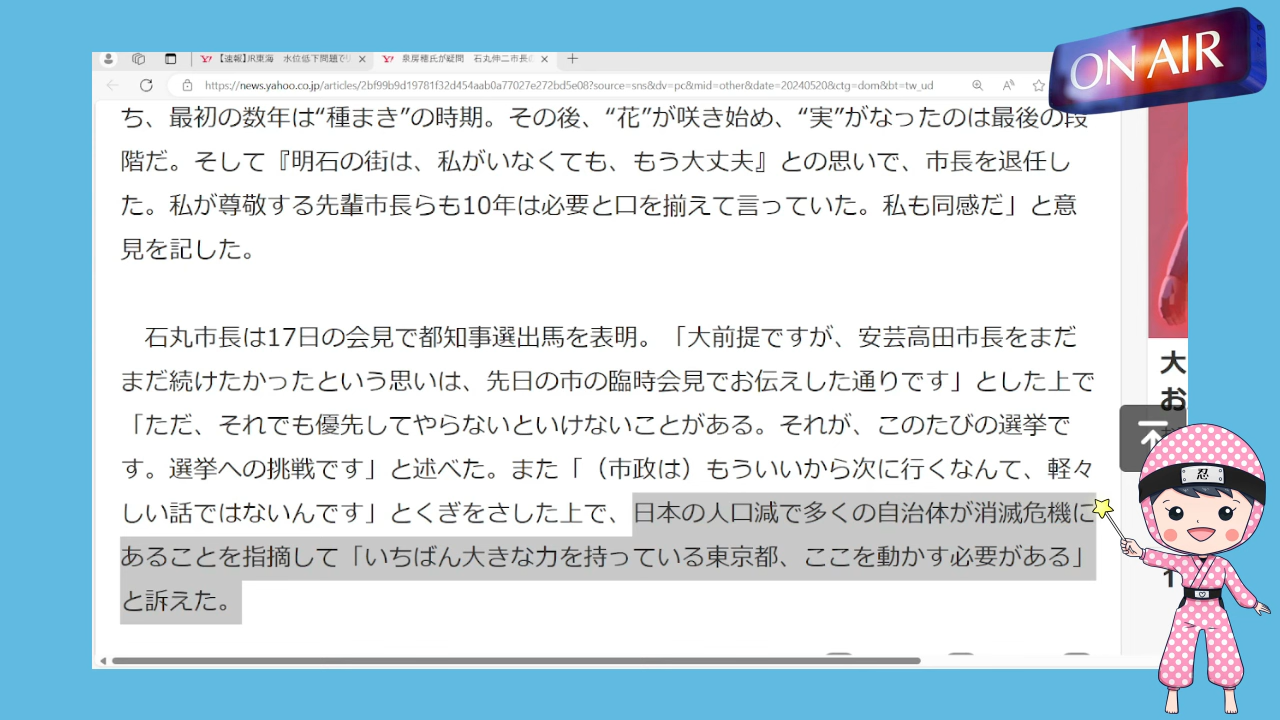 【速報】JR東海 水位低下問題で
泉房穂氏が疑問 石丸伸二市長の
https://news.yahoo.co.jp/articles/2bf99b9d19781f32d454aab0a77027e272bd5e08?source=sns&dv=pc&mid=other&date=20240520&ctg=dom&bt=tw_ud
ON AIR
ち、最初の数年は“種まき”の時期。その後、“花”が咲き始め、“実”がなったのは最後の段
階だ。そして『明石の街は、私がいなくても、もう大丈夫』との思いで、市長を退任し
た。私が尊敬する先輩市長らも10年は必要と口を揃えて言っていた。私も同感だ」と意
見を記した。
石丸市長は17日の会見で都知事選出馬を表明。「大前提ですが、安芸高田市長をまだ
まだ続けたかったという思いは、先日の市の臨時会見でお伝えした通りです」とした上で
「ただ、それでも優先してやらないといけないことがある。それが、このたびの選挙で
す。選挙への挑戦です」と述べた。また「（市政は）もういいから次に行くなんて、軽々
しい話ではないんです」とくぎをさした上で、日本の人口減で多くの自治体が消滅危機に
あることを指摘して「いちばん大きな力を持っている東京都、ここを動かす必要がある」
と訴えた。
大
お
忍
1